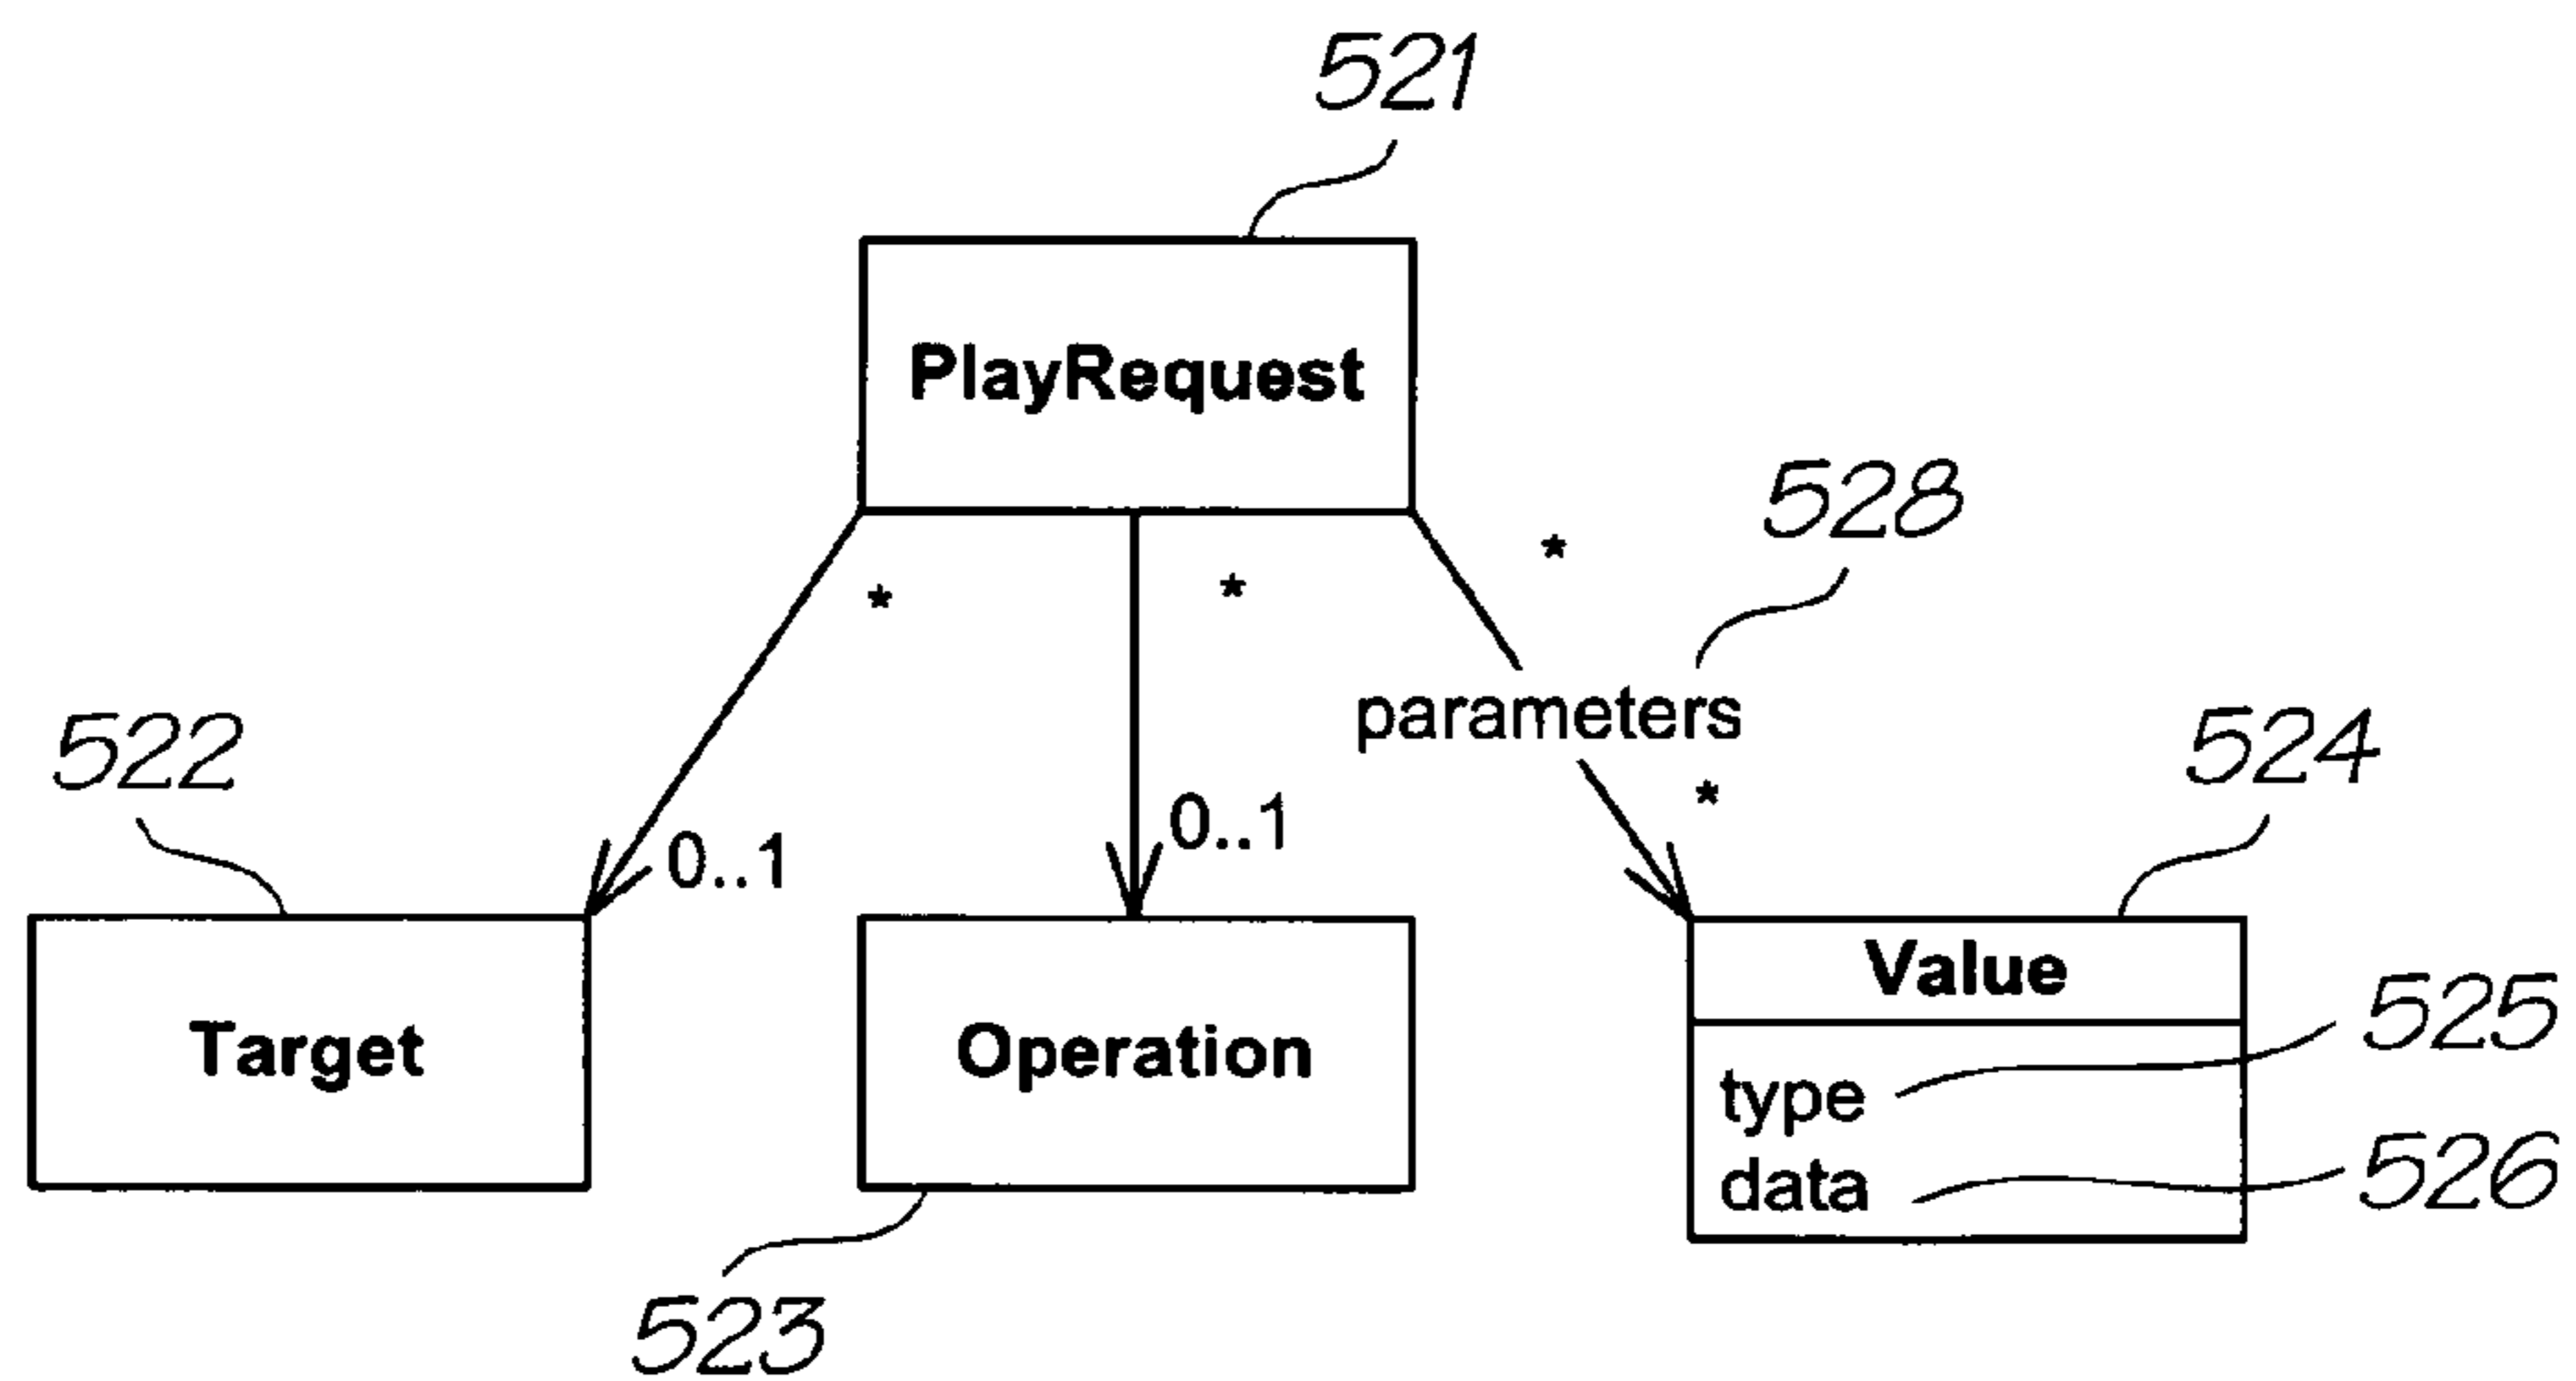 521
PlayRequest
528
*
*
*
parameters
522
524
*
0..1
0..1
Value
525
Target
Operation
type
data
526
523